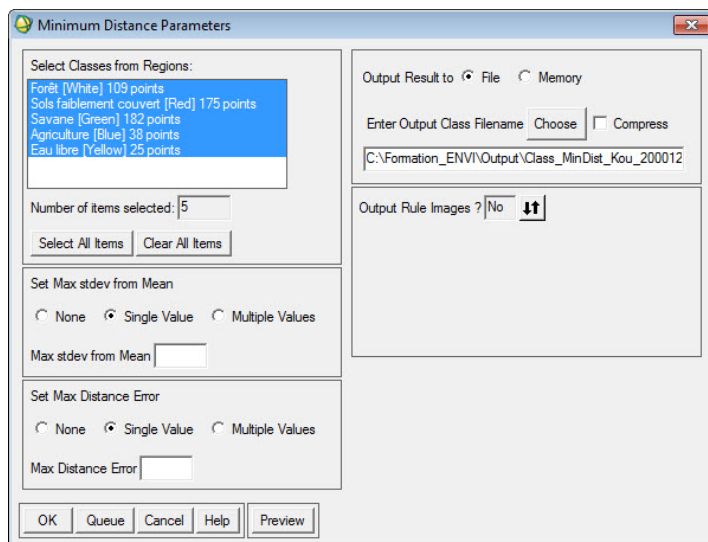 Minimum Distance Parameters
Select Classes from Regions:
Forêt [White] 109 points
Sols faiblement couvert [Red] 175 points
Savane [Green] 182 points
Agriculture [Blue] 38 points
Eau libre [Yellow] 25 points
Number of items selected: 5
Select All Items Clear All Items
Set Max stdev from Mean
None Single Value Multiple Values
Max stdev from Mean
Set Max Distance Error
None Single Value Multiple Values
Max Distance Error
OK Queue Cancel Help Preview
Output Result to File Memory
Enter Output Class Filename Choose Compress
C:\Formation_ENVI\Output\Class_MinDist_Kou_200012
Output Rule Images ? No